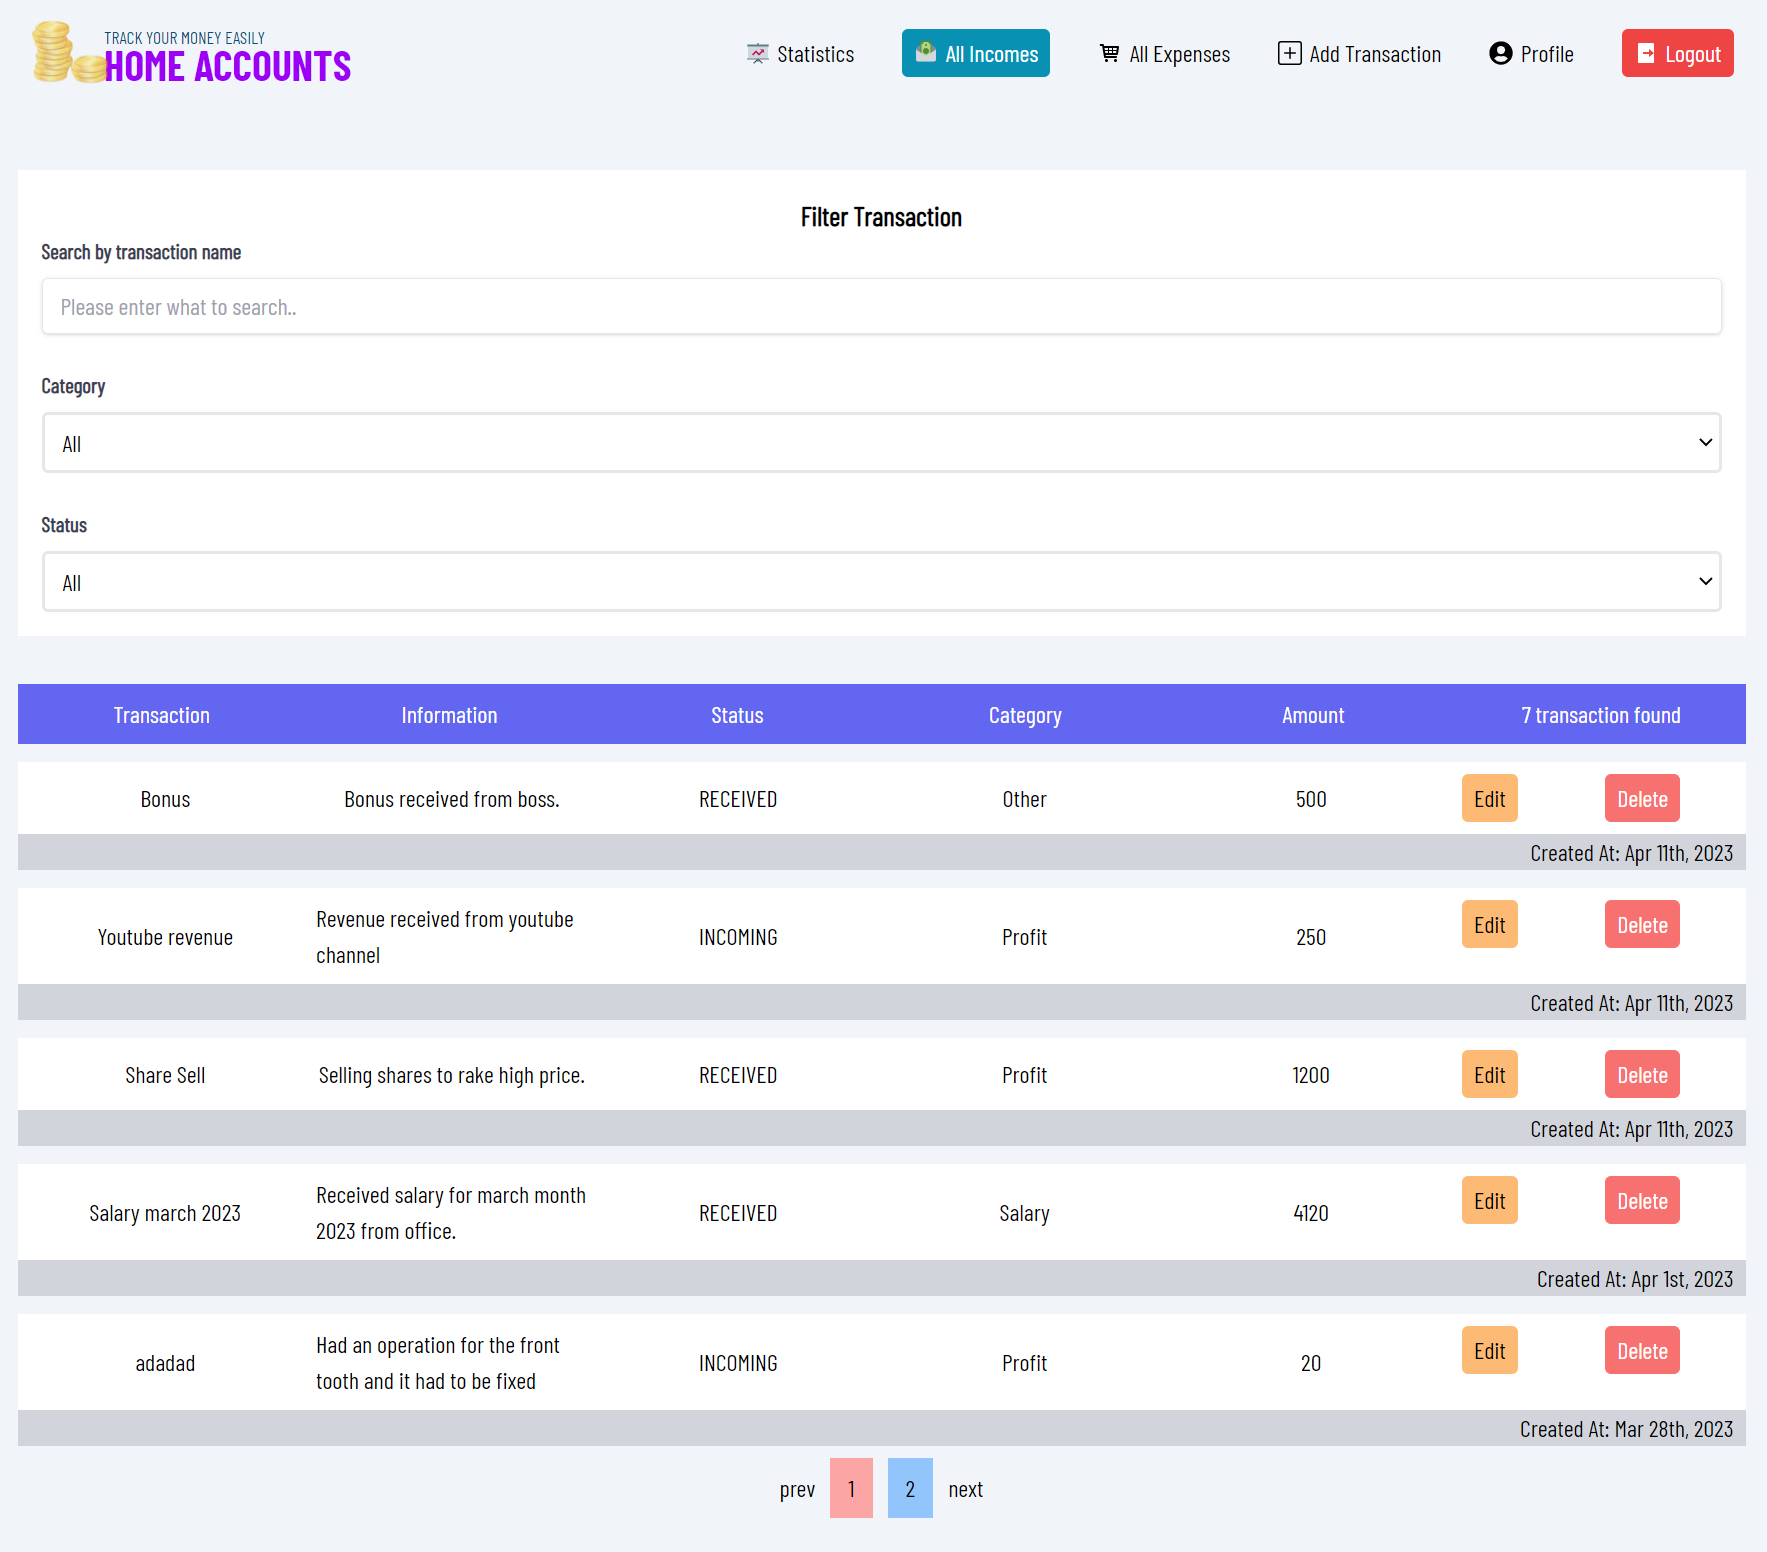 TRACK YOUR MONEY EASILY
HOME ACCOUNTS
Statistics All Incomes All Expenses Add Transaction Profile Logout
Filter Transaction
Search by transaction name
Please enter what to search..
Category
All
Status
All
Transaction Information Status Category Amount 7 transaction found
Bonus Bonus received from boss. RECEIVED Other 500 Edit Delete
Created At: Apr 11th, 2023
Youtube revenue Revenue received from youtube channel INCOMING Profit 250 Edit Delete
Created At: Apr 11th, 2023
Share Sell Selling shares to rake high price. RECEIVED Profit 1200 Edit Delete
Created At: Apr 11th, 2023
Salary march 2023 Received salary for march month 2023 from office. RECEIVED Salary 4120 Edit Delete
Created At: Apr 1st, 2023
adadad Had an operation for the front tooth and it had to be fixed INCOMING Profit 20 Edit Delete
Created At: Mar 28th, 2023
prev 1 2 next